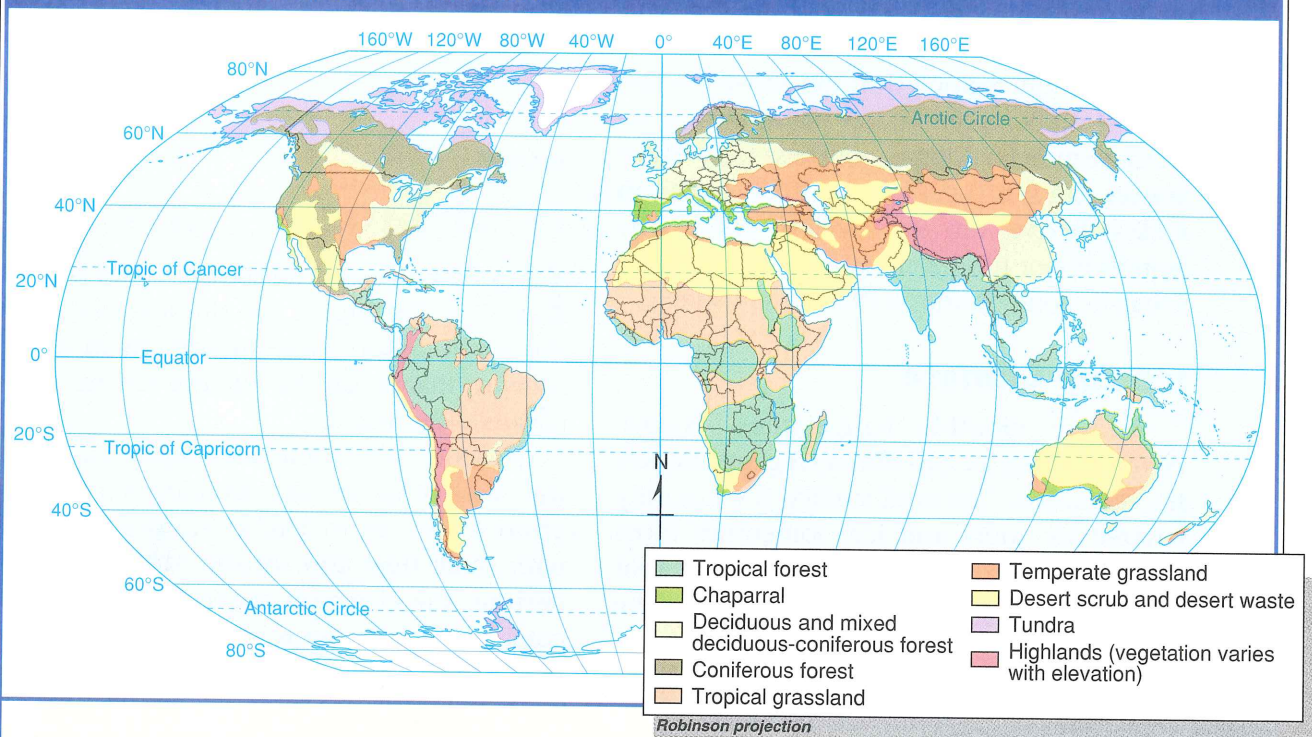 160°W 120°W 80°W 40°W 0° 40°E 80°E 120°E 160°E
80°N
Arctic Circle
60°N
40°N
Tropic of Cancer
20°N
0°
Equator
20°S
Tropic of Capricorn
N
40°S
60°S
Antarctic Circle
80°S
Tropical forest
Chaparral
Deciduous and mixed
deciduous-coniferous forest
Coniferous forest
Tropical grassland
Temperate grassland
Desert scrub and desert waste
Tundra
Highlands (vegetation varies
with elevation)
Robinson projection